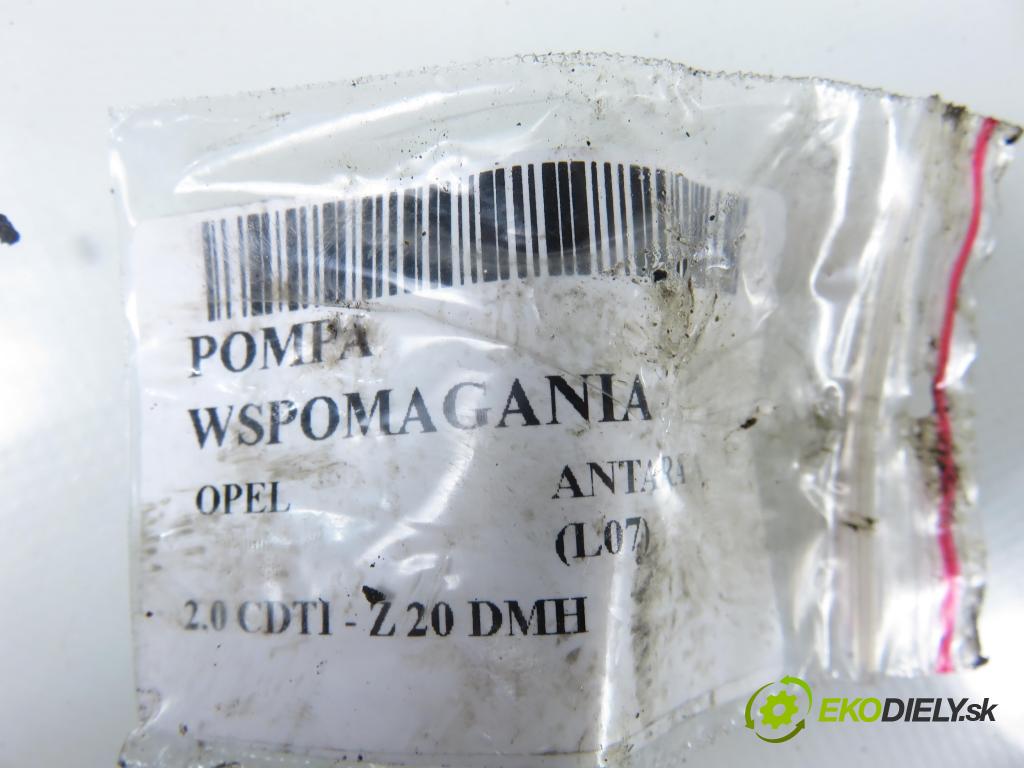 POMPA
WSPOMAGANIA
OPEL ANTARA
(L07)
2.0 CDTI - Z 20 DMH
EKODIELY.sk